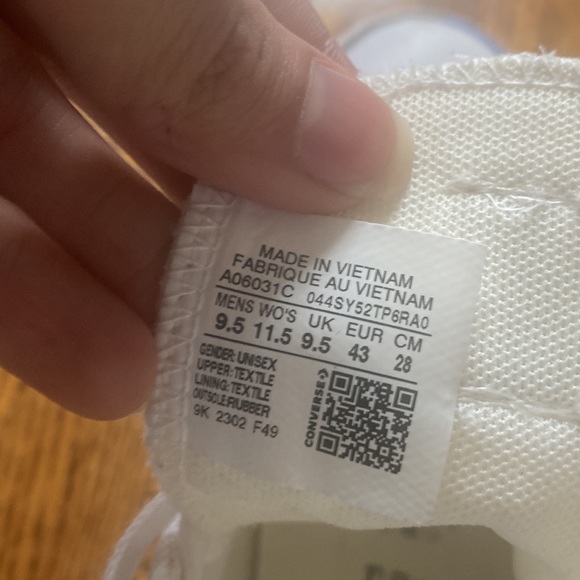 MADE IN VIETNAM
FABRIQUE AU VIETNAM
A06031C 044SY52TP6RA0
MENS WO'S UK EUR CM
9.5 11.5 9.5 43 28
GENDER: UNISEX
UPPER: TEXTILE
LINING: TEXTILE
OUTSOLE: RUBBER
9K 2302 F49
CONVERSE